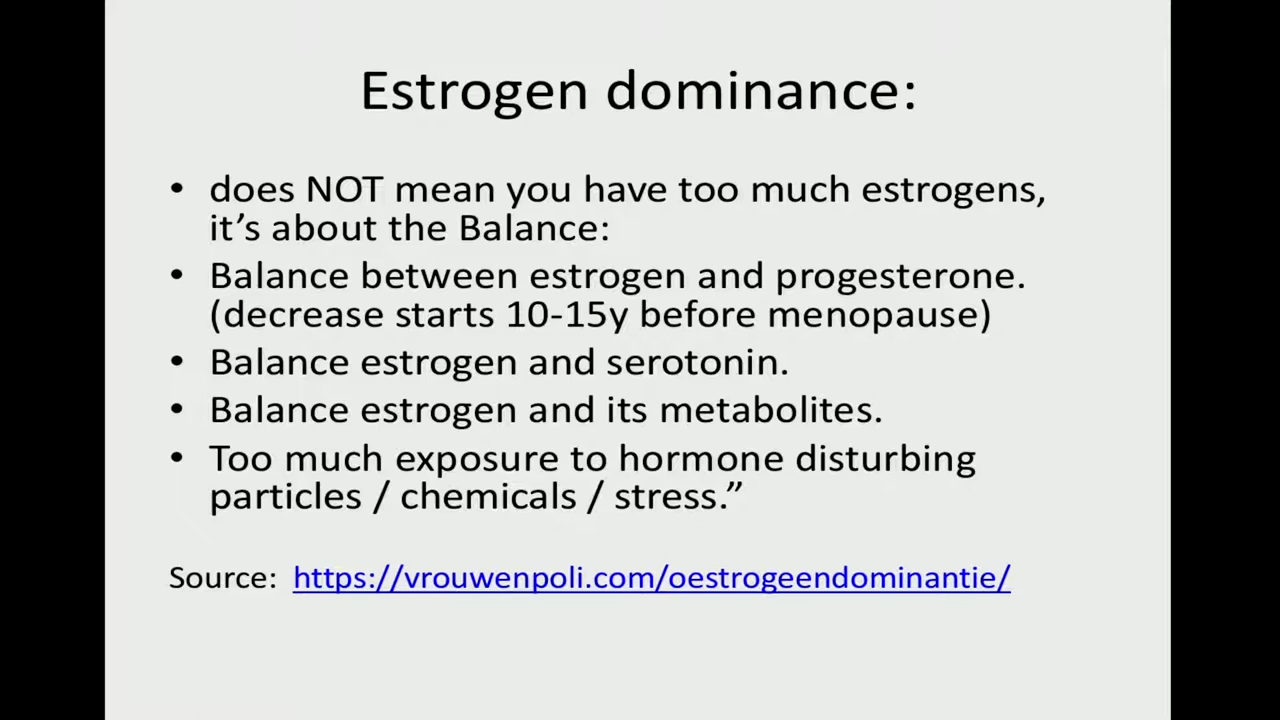 Estrogen dominance:
• does NOT mean you have too much estrogens,
it’s about the Balance:
• Balance between estrogen and progesterone.
(decrease starts 10-15y before menopause)
• Balance estrogen and serotonin.
• Balance estrogen and its metabolites.
• Too much exposure to hormone disturbing
particles / chemicals / stress.”
Source: https://vrouwenpoli.com/oestrogeendominantie/